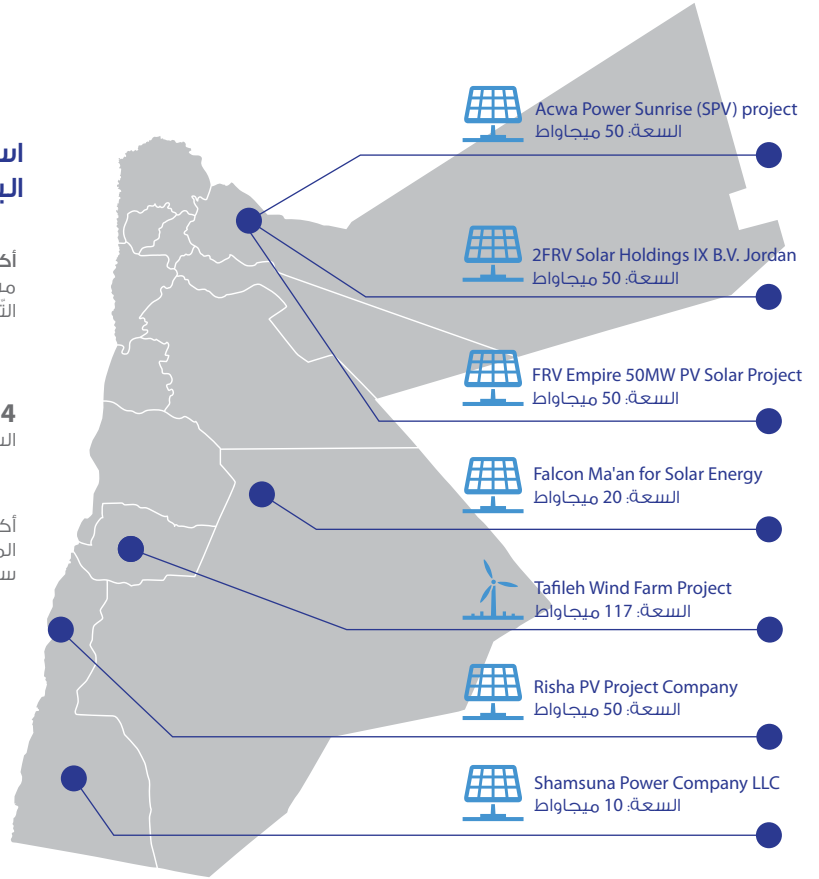 Acwa Power Sunrise (SPV) project
السعة: 50 ميجاواط
2FRV Solar Holdings IX B.V. Jordan
السعة: 50 ميجاواط
FRV Empire 50MW PV Solar Project
السعة: 50 ميجاواط
Falcon Ma'an for Solar Energy
السعة: 20 ميجاواط
Tafileh Wind Farm Project
السعة: 117 ميجاواط
Risha PV Project Company
السعة: 50 ميجاواط
Shamsuna Power Company LLC
السعة: 10 ميجاواط
4